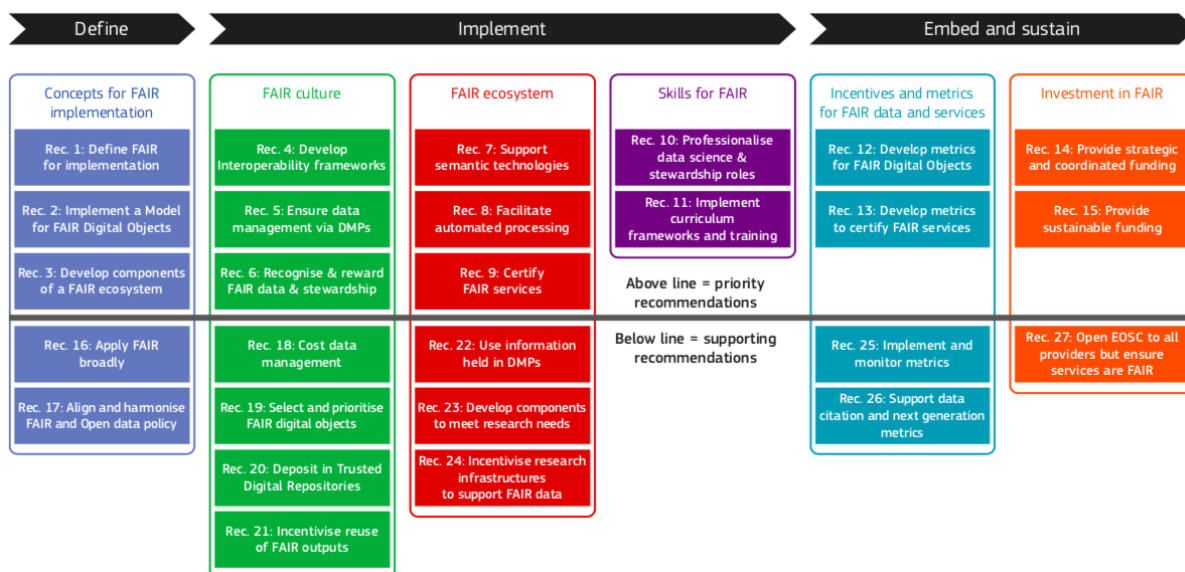 Define
Implement
Embed and sustain
Concepts for FAIR
implementation
Rec. 1: Define FAIR
for implementation
Rec. 2: Implement a Model
for FAIR Digital Objects
Rec. 3: Develop components
of a FAIR ecosystem
Rec. 16: Apply FAIR
broadly
Rec. 17: Align and harmonise
FAIR and Open data policy
FAIR culture
Rec. 4: Develop
Interoperability frameworks
Rec. 5: Ensure data
management via DMPs
Rec. 6: Recognise & reward
FAIR data & stewardship
Rec. 18: Cost data
management
Rec. 19: Select and prioritise
FAIR digital objects
Rec. 20: Deposit in Trusted
Digital Repositories
Rec. 21: Incentivise reuse
of FAIR outputs
FAIR ecosystem
Rec. 7: Support
semantic technologies
Rec. 8: Facilitate
automated processing
Rec. 9: Certify
FAIR services
Rec. 22: Use information
held in DMPs
Rec. 23: Develop components
to meet research needs
Rec. 24: Incentivise research
infrastructures
to support FAIR data
Skills for FAIR
Rec. 10: Professionalise
data science &
stewardship roles
Rec. 11: Implement
curriculum
frameworks and training
Above line = priority
recommendations
Below line = supporting
recommendations
Incentives and metrics
for FAIR data and services
Rec. 12: Develop metrics
for FAIR Digital Objects
Rec. 13: Develop metrics
to certify FAIR services
Rec. 25: Implement and
monitor metrics
Rec. 26: Support data
citation and next generation
metrics
Investment in FAIR
Rec. 14: Provide strategic
and coordinated funding
Rec. 15: Provide
sustainable funding
Rec. 27: Open EOSC to all
providers but ensure
services are FAIR